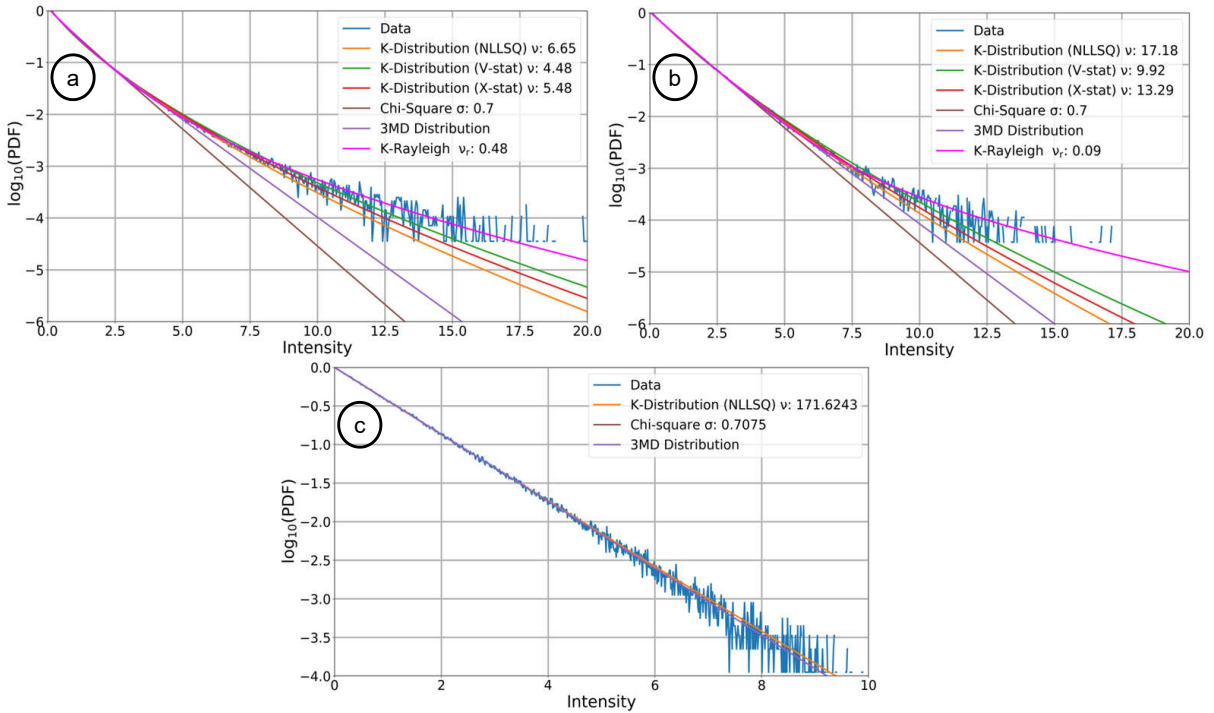 a
log₁₀(PDF)
0
−1
−2
−3
−4
−5
−6
Data
K-Distribution (NLLSQ) ν: 6.65
K-Distribution (V-stat) ν: 4.48
K-Distribution (X-stat) ν: 5.48
Chi-Square σ: 0.7
3MD Distribution
K-Rayleigh νᵣ: 0.48
0.0 2.5 5.0 7.5 10.0 12.5 15.0 17.5 20.0
Intensity
b
log₁₀(PDF)
0
−1
−2
−3
−4
−5
−6
Data
K-Distribution (NLLSQ) ν: 17.18
K-Distribution (V-stat) ν: 9.92
K-Distribution (X-stat) ν: 13.29
Chi-Square σ: 0.7
3MD Distribution
K-Rayleigh νᵣ: 0.09
0.0 2.5 5.0 7.5 10.0 12.5 15.0 17.5 20.0
Intensity
c
log₁₀(PDF)
0.0
−0.5
−1.0
−1.5
−2.0
−2.5
−3.0
−3.5
−4.0
Data
K-Distribution (NLLSQ) ν: 171.6243
Chi-square σ: 0.7075
3MD Distribution
0 2 4 6 8 10
Intensity